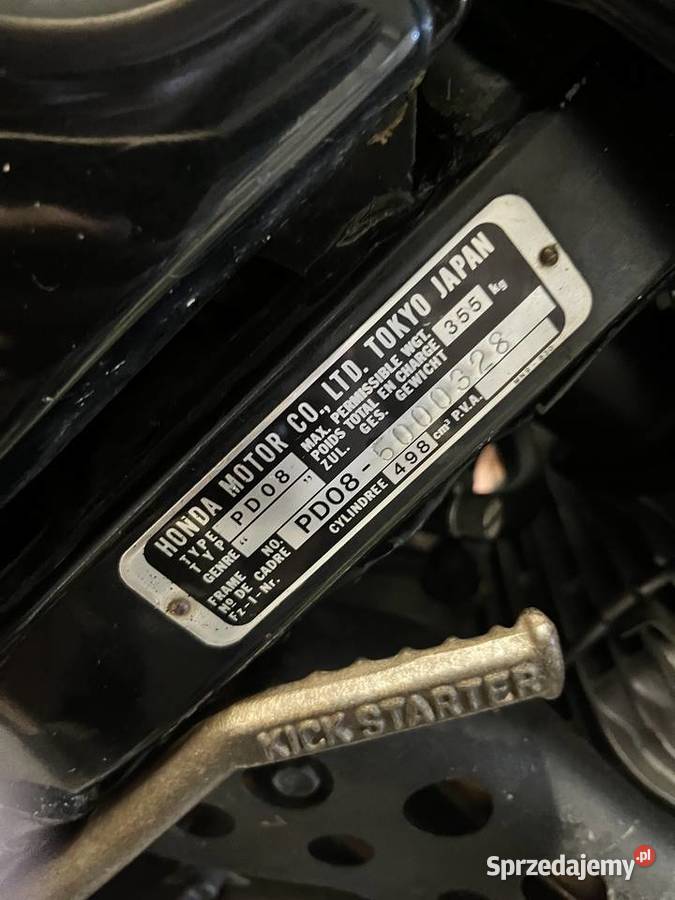 HONDA MOTOR CO., LTD. TOKYO JAPAN
TYPE
TYP
GENRE
PD08
" "
MAX. PERMISSIBLE WGT.
POIDS TOTAL EN CHARGE
ZUL. GES. GEWICHT
355 kg
FRAME NO.
Nº DE CADRE
Fz-I-Nr.
PD08-5000328
CYLINDREE 498 cm³ P.V.A.
KICK STARTER
Sprzedajemy.pl